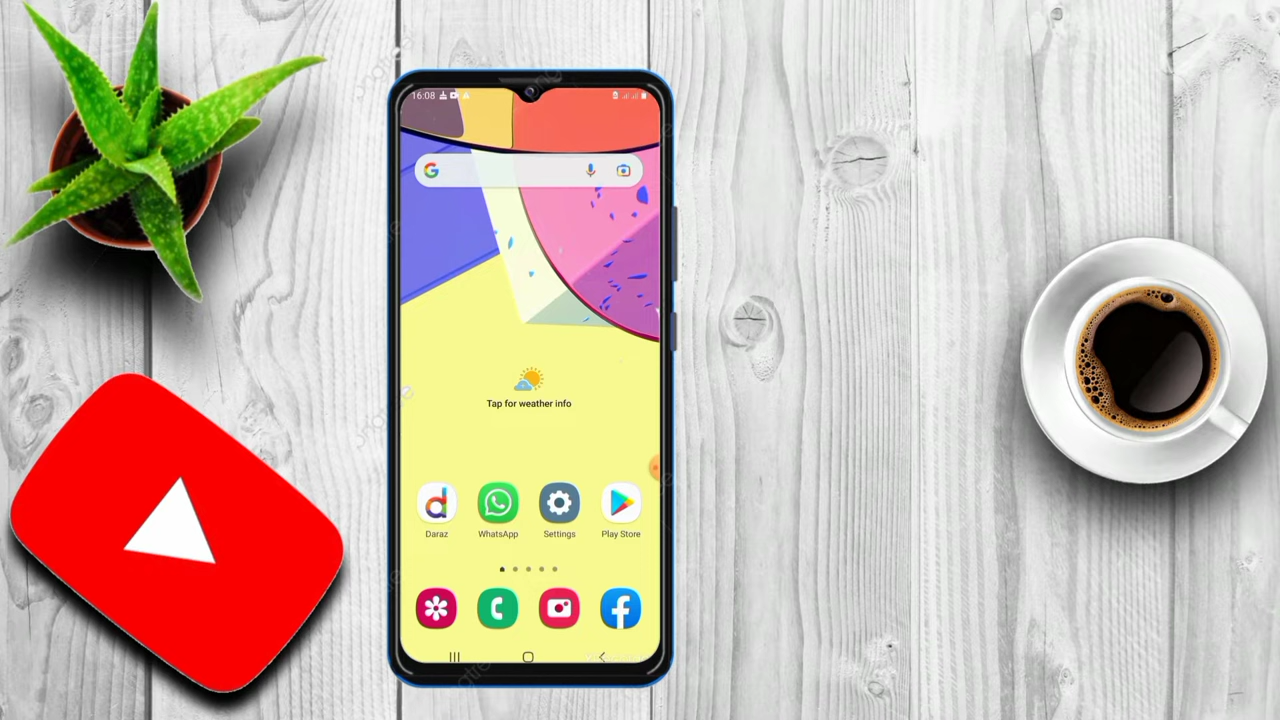 16:08
Tap for weather info
Daraz
WhatsApp
Settings
Play Store